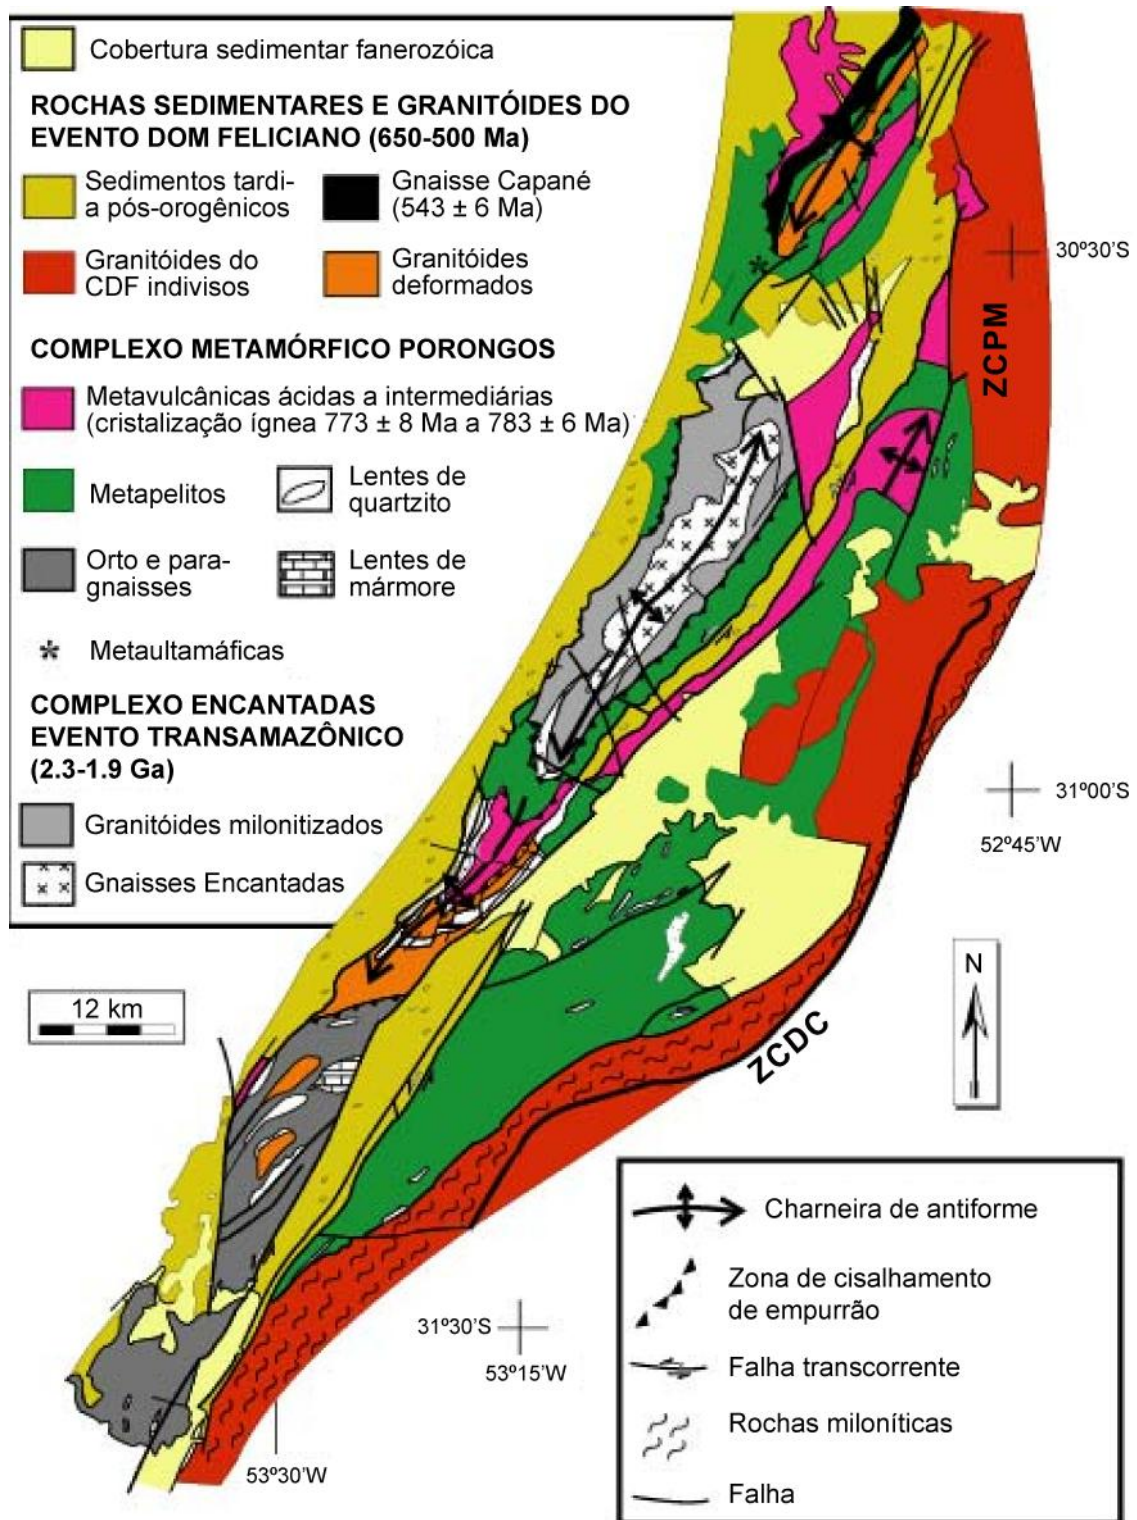 Cobertura sedimentar fanerozóica
ROCHAS SEDIMENTARES E GRANITÓIDES DO
EVENTO DOM FELICIANO (650-500 Ma)
Sedimentos tardi-
a pós-orogênicos
Gnaisse Capané
(543 ± 6 Ma)
Granitóides do
CDF indivisos
Granitóides
deformados
COMPLEXO METAMÓRFICO PORONGOS
Metavulcânicas ácidas a intermediárias
(cristalização ígnea 773 ± 8 Ma a 783 ± 6 Ma)
Metapelitos
Lentes de
quartzito
Orto e para-
gnaisses
Lentes de
mármore
* Metaultamáficas
COMPLEXO ENCANTADAS
EVENTO TRANSAMAZÔNICO
(2.3-1.9 Ga)
Granitóides milonitizados
Gnaisses Encantadas
12 km
30º30'S
ZCPM
31º00'S
52º45'W
N
ZCDC
31º30'S
53º15'W
53º30'W
Charneira de antiforme
Zona de cisalhamento
de empurrão
Falha transcorrente
Rochas miloníticas
Falha